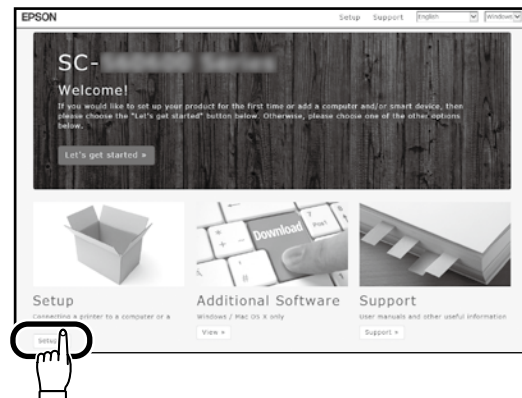 EPSON
Setup Support English Windows
SC-
Welcome!
If you would like to set up your product for the first time or add a computer and/or smart device, then
please choose the "Let's get started" button below. Otherwise, please choose one of the other options
below.
Let's get started »
Download
Setup
Additional Software
Support
Connecting a printer to a computer or a
Windows / Mac OS X only
User manuals and other useful information
Setup
View »
Support »